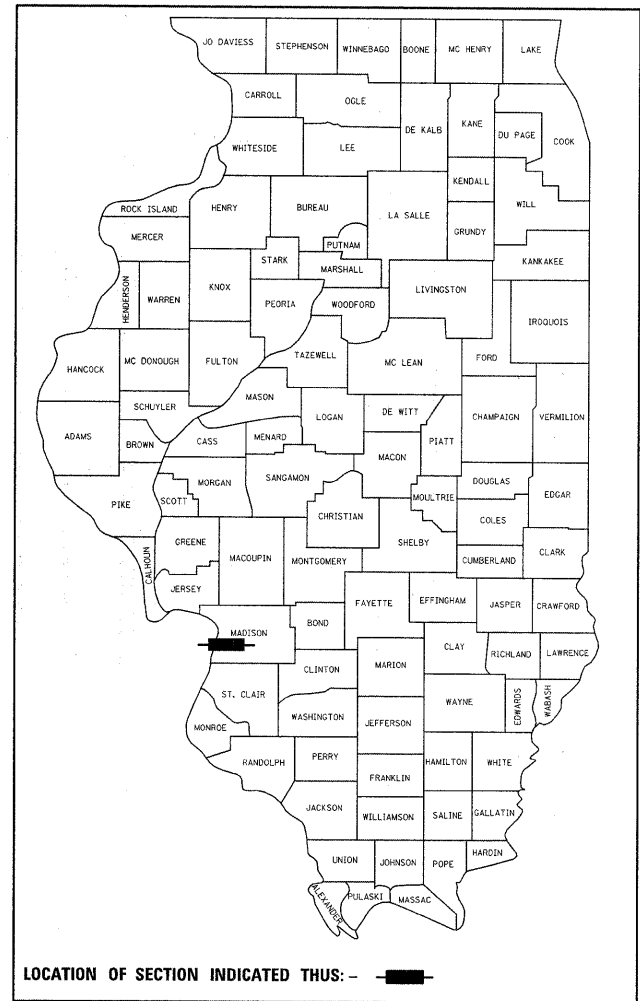 JO DAVIESS
STEPHENSON
WINNEBAGO
BOONE
MC HENRY
LAKE
CARROLL
OGLE
DE KALB
KANE
DU PAGE
COOK
WHITESIDE
LEE
KENDALL
WILL
ROCK ISLAND
HENRY
BUREAU
LA SALLE
GRUNDY
MERCER
PUTNAM
STARK
MARSHALL
KANKAKEE
HENDERSON
WARREN
KNOX
PEORIA
WOODFORD
LIVINGSTON
IROQUOIS
HANCOCK
MC DONOUGH
FULTON
TAZEWELL
MC LEAN
FORD
SCHUYLER
MASON
LOGAN
DE WITT
CHAMPAIGN
VERMILION
ADAMS
BROWN
CASS
MENARD
MACON
PIATT
PIKE
SCOTT
MORGAN
SANGAMON
CHRISTIAN
MOULTRIE
DOUGLAS
EDGAR
COLES
CALHOUN
GREENE
MACOUPIN
MONTGOMERY
SHELBY
CUMBERLAND
CLARK
JERSEY
FAYETTE
EFFINGHAM
JASPER
CRAWFORD
MADISON
BOND
CLAY
RICHLAND
LAWRENCE
CLINTON
MARION
ST. CLAIR
WAYNE
EDWARDS
WABASH
MONROE
WASHINGTON
JEFFERSON
RANDOLPH
PERRY
HAMILTON
WHITE
FRANKLIN
JACKSON
WILLIAMSON
SALINE
GALLATIN
UNION
JOHNSON
POPE
HARDIN
ALEXANDER
PULASKI
MASSAC
LOCATION OF SECTION INDICATED THUS: -